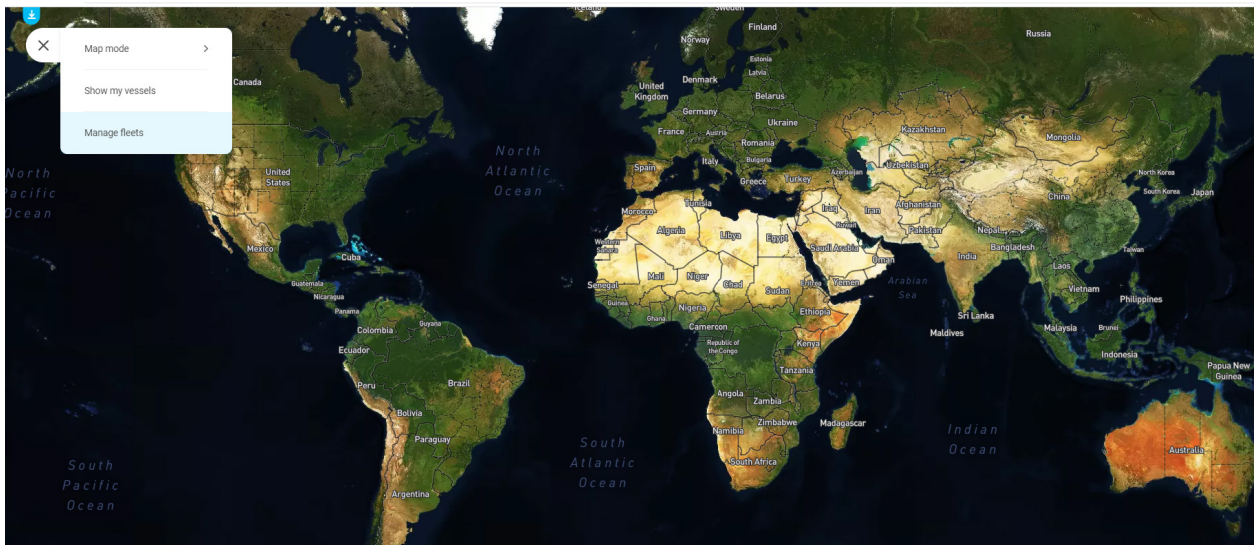 Map mode
Show my vessels
Manage fleets
Sweden
Iceland
Finland
Russia
Norway
Estonia
Latvia
Canada
United
Kingdom
Denmark
Belarus
Germany
Ukraine
France
Austria
Kazakhstan
Mongolia
Romania
North
Atlantic
Ocean
Italy
Bulgaria
Spain
Uzbekistan
Azerbaijan
Greece
Turkey
North Korea
South Korea
Japan
North
Pacific
Ocean
United
States
China
Morocco
Tunisia
Iraq
Iran
Afghanistan
Algeria
Libya
Egypt
Kuwait
Pakistan
Nepal
Western
Sahara
Saudi Arabia
Bangladesh
Taiwan
Mexico
Cuba
Oman
India
Laos
Mali
Niger
Chad
Sudan
Eritrea
Yemen
Arabian
Sea
Guatemala
Senegal
Vietnam
Nicaragua
Guinea
Nigeria
Ethiopia
Philippines
Panama
Ghana
Sri Lanka
Colombia
Guyana
Cameroon
Maldives
Malaysia
Brunei
Ecuador
Republic of
the Congo
Kenya
Indonesia
Papua New
Guinea
Tanzania
Peru
Brazil
Angola
Zambia
Bolivia
Zimbabwe
Madagascar
Namibia
Paraguay
South
Atlantic
Ocean
Indian
Ocean
South Africa
Australia
South
Pacific
Ocean
Argentina